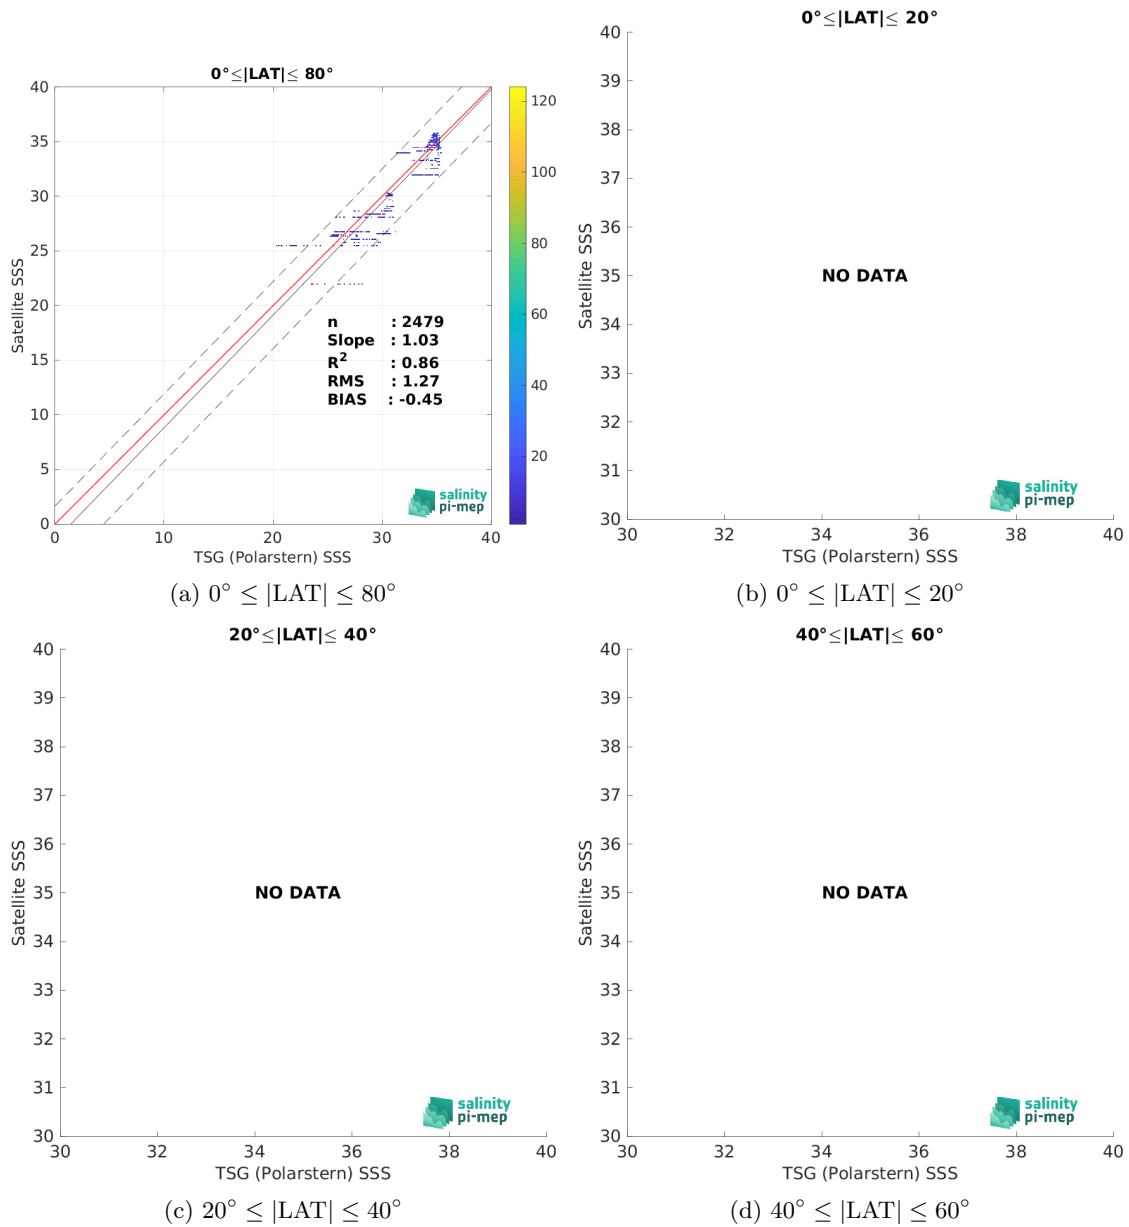 0°≤|LAT|≤ 80°
40
35
30
25
20
15
10
5
0
Satellite SSS
0 10 20 30 40
TSG (Polarstern) SSS
n : 2479
Slope : 1.03
R² : 0.86
RMS : 1.27
BIAS : -0.45
salinity
pi-mep
120
100
80
60
40
20
(a) 0° ≤ |LAT| ≤ 80°
0°≤|LAT|≤ 20°
40
39
38
37
36
35
34
33
32
31
30
Satellite SSS
NO DATA
salinity
pi-mep
30 32 34 36 38 40
TSG (Polarstern) SSS
(b) 0° ≤ |LAT| ≤ 20°
20°≤|LAT|≤ 40°
40
39
38
37
36
35
34
33
32
31
30
Satellite SSS
NO DATA
salinity
pi-mep
30 32 34 36 38 40
TSG (Polarstern) SSS
(c) 20° ≤ |LAT| ≤ 40°
40°≤|LAT|≤ 60°
40
39
38
37
36
35
34
33
32
31
30
Satellite SSS
NO DATA
salinity
pi-mep
30 32 34 36 38 40
TSG (Polarstern) SSS
(d) 40° ≤ |LAT| ≤ 60°